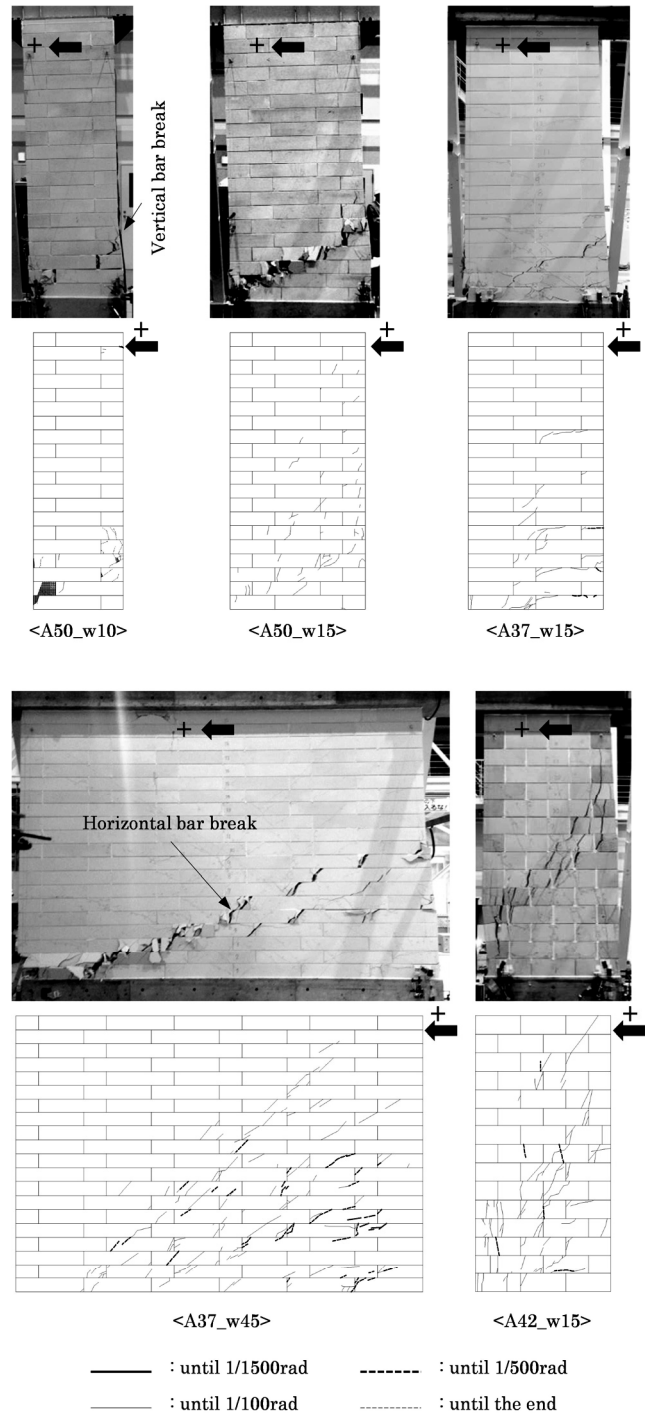 +
+
+
Vertical bar break
+
+
+
<A50_w10>
<A50_w15>
<A37_w15>
+
+
Horizontal bar break
+
+
<A37_w45>
<A42_w15>
: until 1/1500rad
: until 1/500rad
: until 1/100rad
: until the end